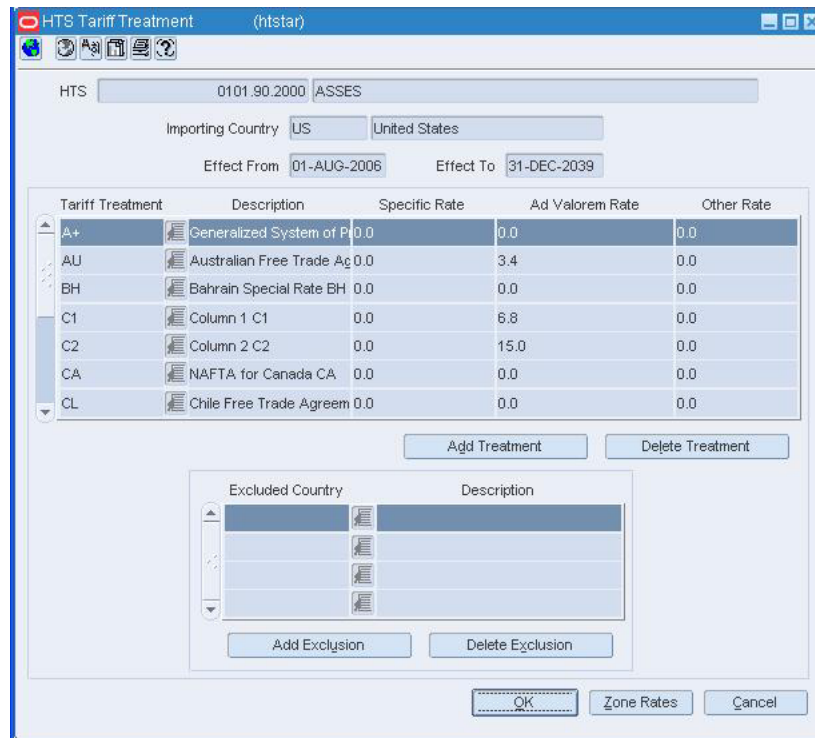 HTS Tariff Treatment (htstar)
HTS 0101.90.2000 ASSES
Importing Country US United States
Effect From 01-AUG-2006 Effect To 31-DEC-2039
Tariff Treatment Description Specific Rate Ad Valorem Rate Other Rate
A+ Generalized System of Pr 0.0 0.0 0.0
AU Australian Free Trade Ag 0.0 3.4 0.0
BH Bahrain Special Rate BH 0.0 0.0 0.0
C1 Column 1 C1 0.0 6.8 0.0
C2 Column 2 C2 0.0 15.0 0.0
CA NAFTA for Canada CA 0.0 0.0 0.0
CL Chile Free Trade Agreem 0.0 0.0 0.0
Add Treatment Delete Treatment
Excluded Country Description
Add Exclusion Delete Exclusion
OK Zone Rates Cancel